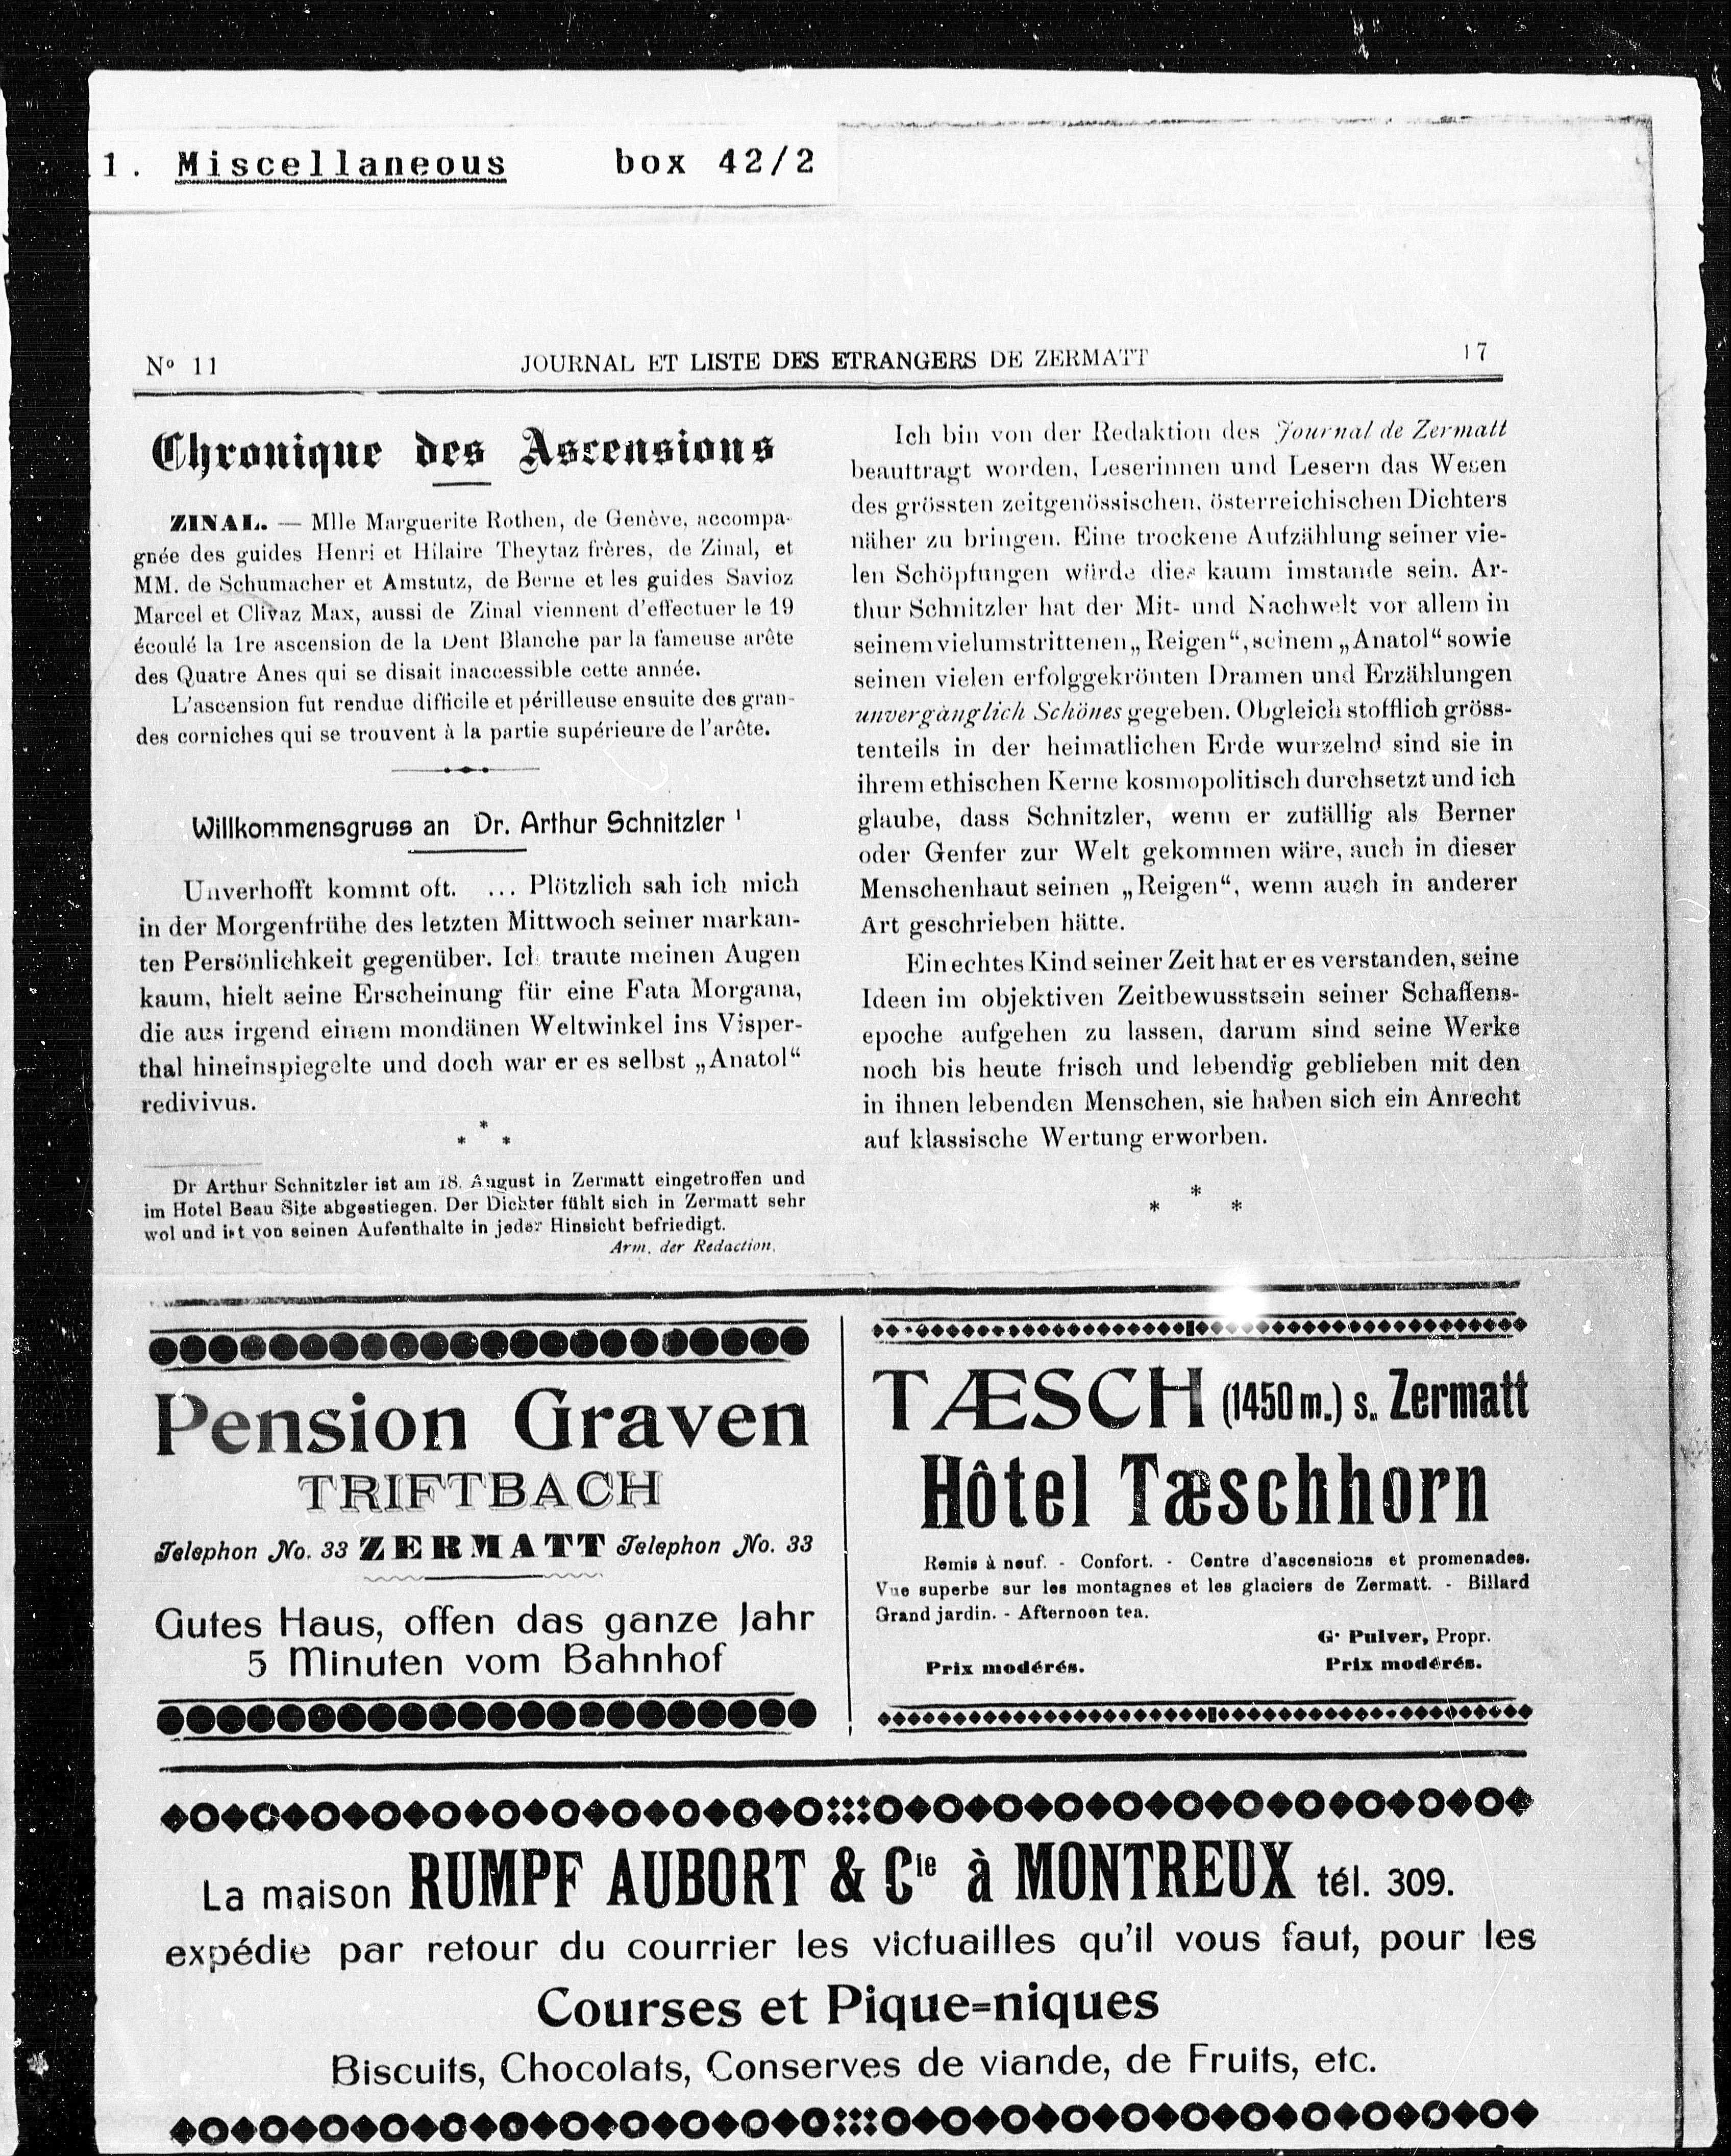 1. Miscellaneous box 42/2
No 11 JOURNAL ET LISTE DES ETRANGERS DE ZERMATT 17
Chronique des Ascensions
ZINAL. — Mlle Marguerite Rothen, de Genève, accompa-
gnée des guides Henri et Hilaire Theytaz frères, de Zinal, et
MM. de Schumacher et Amstutz, de Berne et les guides Savioz
Marcel et Clivaz Max, aussi de Zinal viennent d'effectuer le 19
écoulé la 1re ascension de la Dent Blanche par la fameuse arête
des Quatre Anes qui se disait inaccessible cette année.
L'ascension fut rendue difficile et périlleuse ensuite des gran-
des corniches qui se trouvent à la partie supérieure de l'arête.
Willkommensgruss an Dr. Arthur Schnitzler 1
Unverhofft kommt oft. ... Plötzlich sah ich mich
in der Morgenfrühe des letzten Mittwoch seiner markan-
ten Persönlichkeit gegenüber. Ich traute meinen Augen
kaum, hielt seine Erscheinung für eine Fata Morgana,
die aus irgend einem mondänen Weltwinkel ins Visper-
thal hineinspiegelte und doch war er es selbst „Anatol“
redivivus.
* * *
Dr Arthur Schnitzler ist am 18. August in Zermatt eingetroffen und
im Hotel Beau Site abgestiegen. Der Dichter fühlt sich in Zermatt sehr
wol und ist von seinen Aufenthalte in jeder Hinsicht befriedigt.
Arm. der Redaction.
Ich bin von der Redaktion des Journal de Zermatt
beauttragt worden, Leserinnen und Lesern das Wesen
des grössten zeitgenössischen, österreichischen Dichters
näher zu bringen. Eine trockene Aufzählung seiner vie-
len Schöpfungen würde dies kaum imstande sein. Ar-
thur Schnitzler hat der Mit- und Nachwelt vor allem in
seinem vielumstrittenen „Reigen“, seinem „Anatol“ sowie
seinen vielen erfolggekrönten Dramen und Erzählungen
unvergänglich Schönes gegeben. Obgleich stofflich gröss-
tenteils in der heimatlichen Erde wurzelnd sind sie in
ihrem ethischen Kerne kosmopolitisch durchsetzt und ich
glaube, dass Schnitzler, wenn er zufällig als Berner
oder Genfer zur Welt gekommen wäre, auch in dieser
Menschenhaut seinen „Reigen“, wenn auch in anderer
Art geschrieben hätte.
Ein echtes Kind seiner Zeit hat er es verstanden, seine
Ideen im objektiven Zeitbewusstsein seiner Schaffens-
epoche aufgehen zu lassen, darum sind seine Werke
noch bis heute frisch und lebendig geblieben mit den
in ihnen lebenden Menschen, sie haben sich ein Anrecht
auf klassische Wertung erworben.
* * *
Pension Graven
TRIFTBACH
Telephon No. 33 ZERMATT Telephon No. 33
Gutes Haus, offen das ganze Jahr
5 Minuten vom Bahnhof
TÆSCH (1450 m.) s. Zermatt
Hôtel Tæschhorn
Remis à neuf. - Confort. - Centre d'ascensions et promenades.
Vue superbe sur les montagnes et les glaciers de Zermatt. - Billard
Grand jardin. - Afternoon tea.
G. Pulver, Propr.
Prix modérés. Prix modérés.
La maison RUMPF AUBORT & Cie à MONTREUX tél. 309.
expédie par retour du courrier les victuailles qu'il vous faut, pour les
Courses et Pique-niques
Biscuits, Chocolats, Conserves de viande, de Fruits, etc.